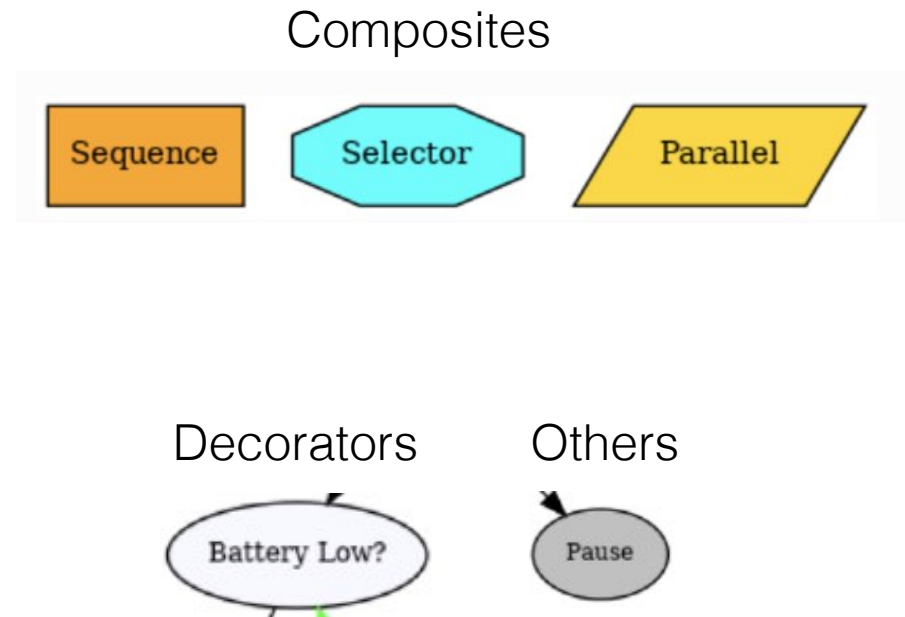 Composites
Sequence Selector Parallel
Decorators Others
Battery Low? Pause